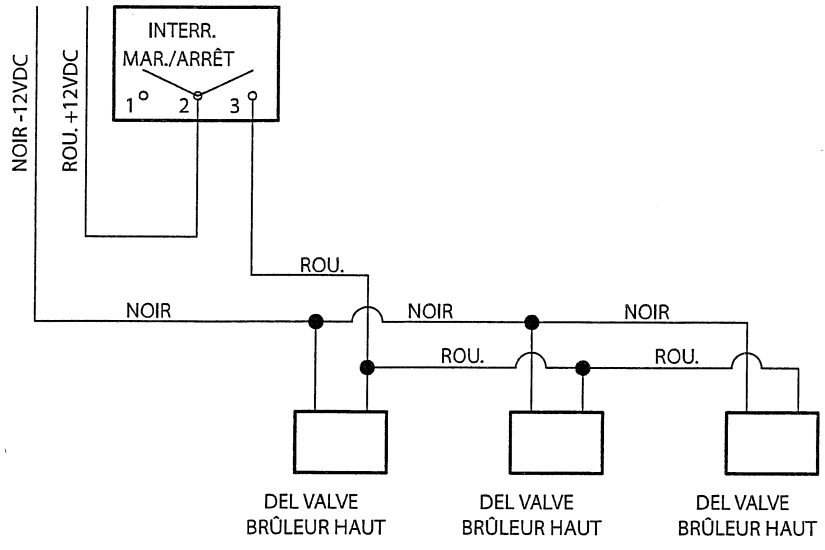 NOIR -12VDC
ROU. +12VDC
INTERR.
MAR./ARRÊT
1 2 3
ROU.
NOIR NOIR NOIR
ROU. ROU.
DEL VALVE
BRÛLEUR HAUT
DEL VALVE
BRÛLEUR HAUT
DEL VALVE
BRÛLEUR HAUT